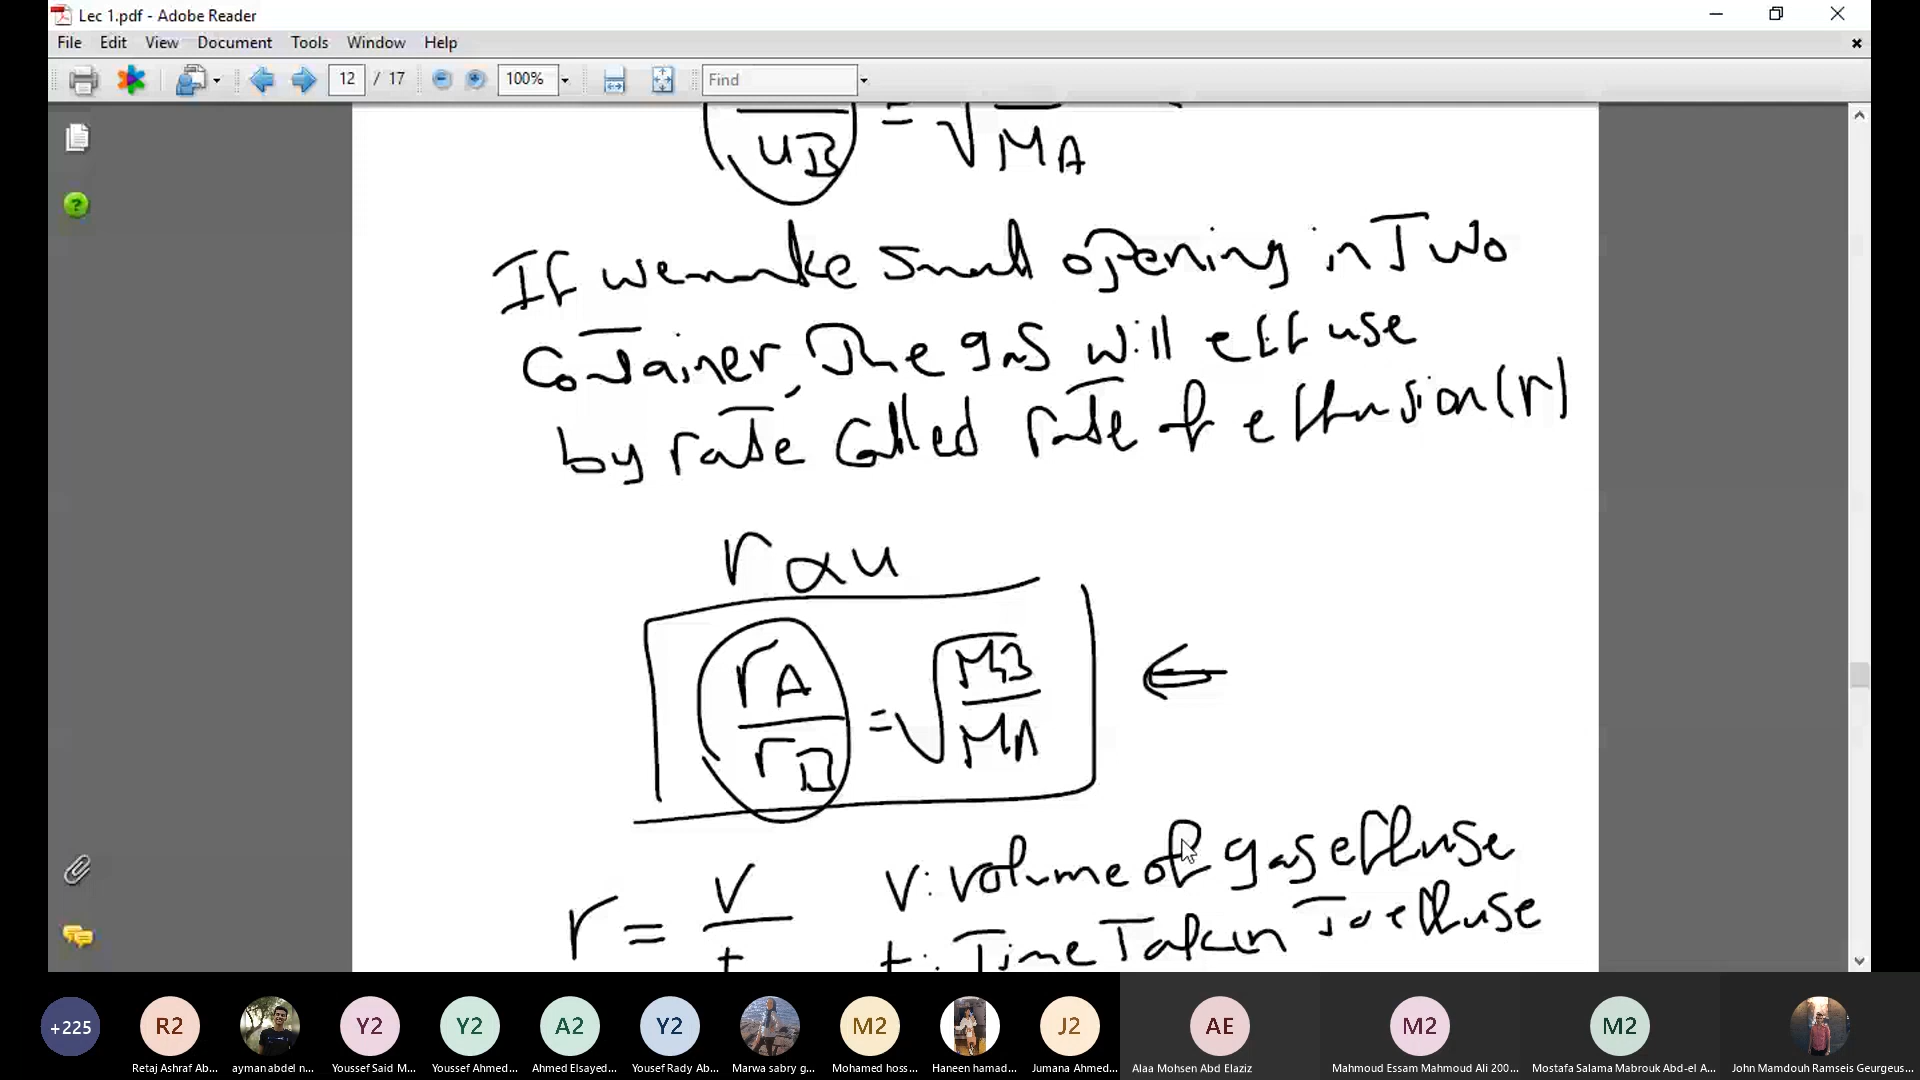 Lec 1.pdf - Adobe Reader
File Edit View Document Tools Window Help
12 / 17 100% Find
uB = √ MA
If we make small opening in Two
Container, The gas will effuse
by rate Called rate of effusion (r)
r ∝ u
rA / rB = √ MB / MA
r = v / t
v: volume of gas effuse
t: Time Taken To effuse
+225 R2 Y2 Y2 A2 Y2 M2 J2 AE M2 M2
Retaj Ashraf Ab... ayman abdel n... Youssef Said M... Youssef Ahmed... Ahmed Elsayed... Yousef Rady Ab... Marwa sabry g... Mohamed hoss... Haneen hamad... Jumana Ahmed... Alaa Mohsen Abd Elaziz Mahmoud Essam Mahmoud Ali 200... Mostafa Salama Mabrouk Abd-el A... John Mamdouh Ramseis Geurgeus...